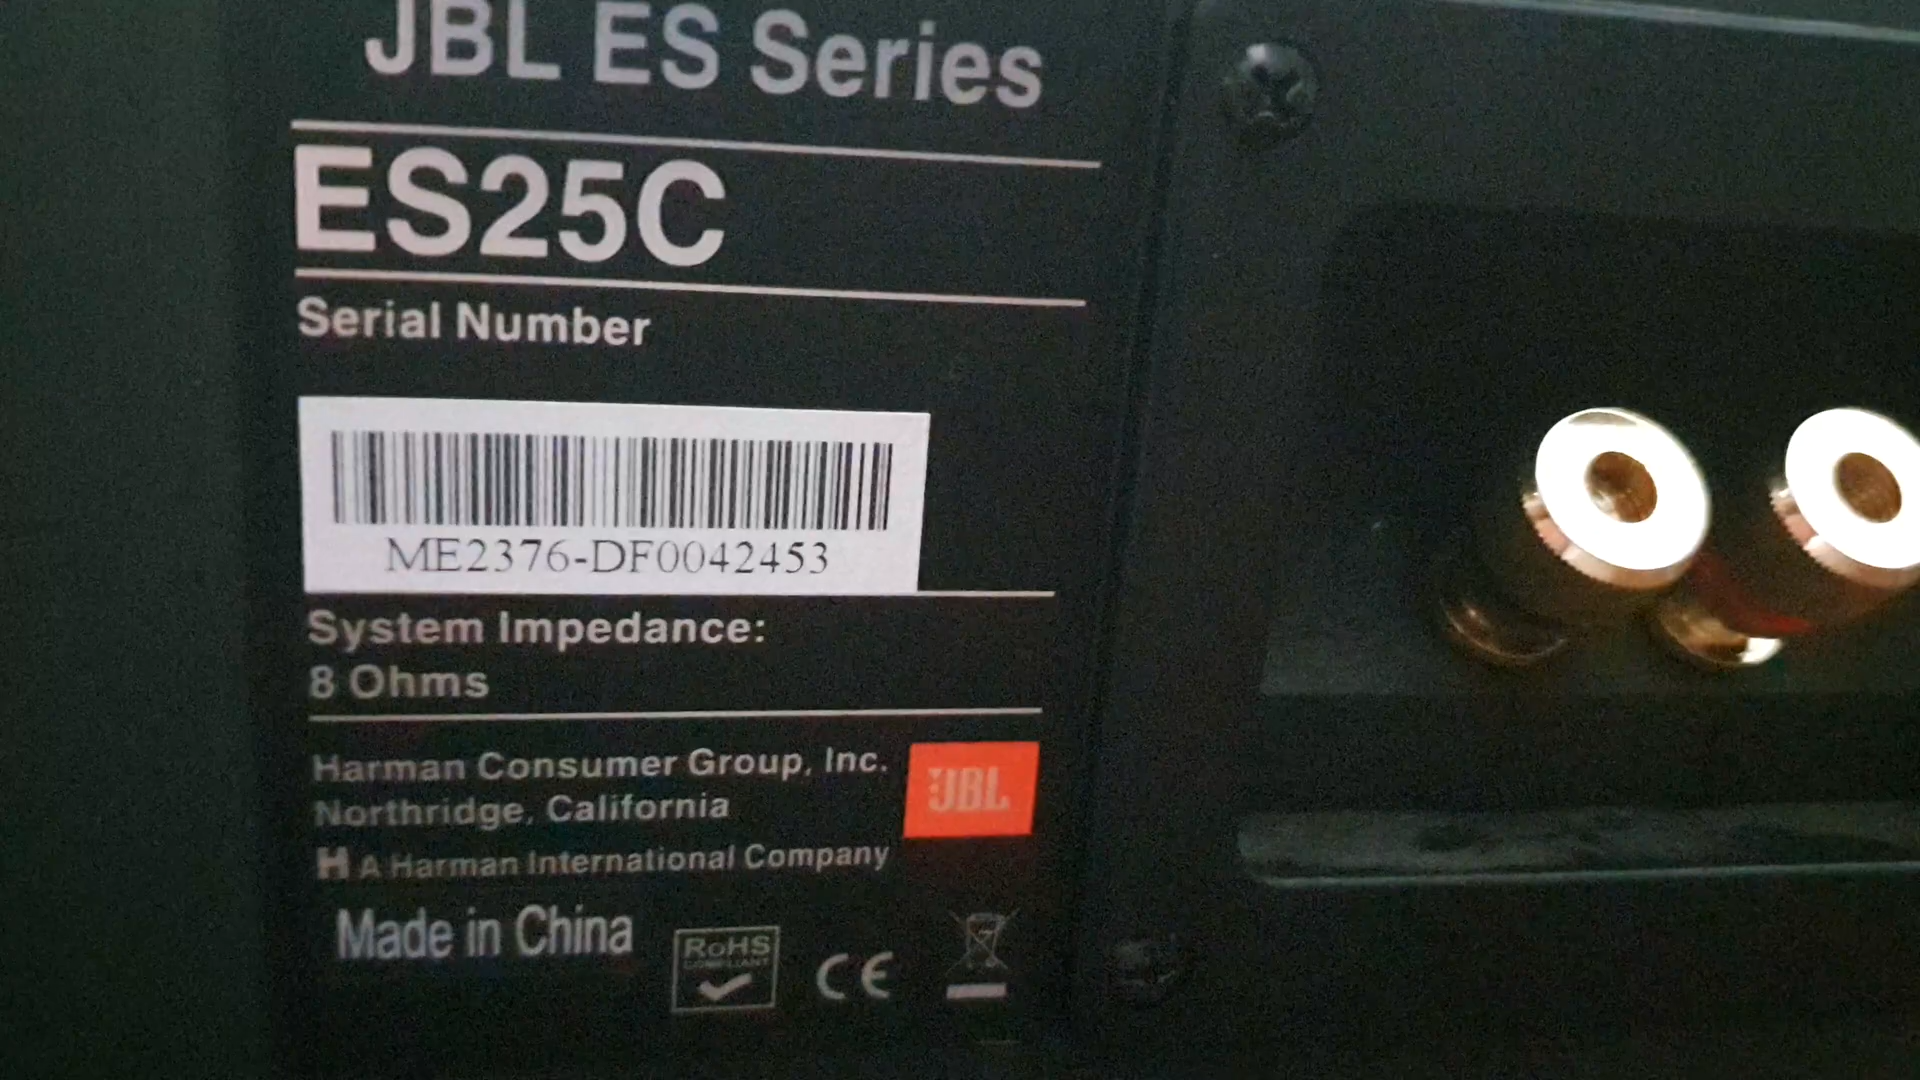 JBL ES Series
ES25C
Serial Number
ME2376-DF0042453
System Impedance:
8 Ohms
Harman Consumer Group, Inc.
Northridge, California
JBL
H A Harman International Company
Made in China
RoHS
COMPLIANT
CE